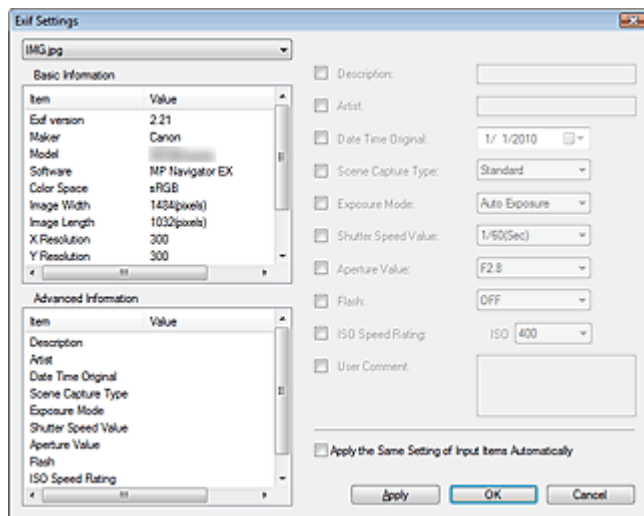 Exif Settings
IMG.jpg
Basic Information
Item Value
Exif version 2.21
Maker Canon
Model
Software MP Navigator EX
Color Space sRGB
Image Width 1484(pixels)
Image Length 1032(pixels)
X Resolution 300
Y Resolution 300
Advanced Information
Item Value
Description
Artist
Date Time Original
Scene Capture Type
Exposure Mode
Shutter Speed Value
Aperture Value
Flash
ISO Speed Rating
Description:
Artist:
Date Time Original: 1/ 1/2010
Scene Capture Type: Standard
Exposure Mode: Auto Exposure
Shutter Speed Value: 1/60(Sec)
Aperture Value: F2.8
Flash: OFF
ISO Speed Rating: ISO 400
User Comment:
Apply the Same Setting of Input Items Automatically
Apply OK Cancel